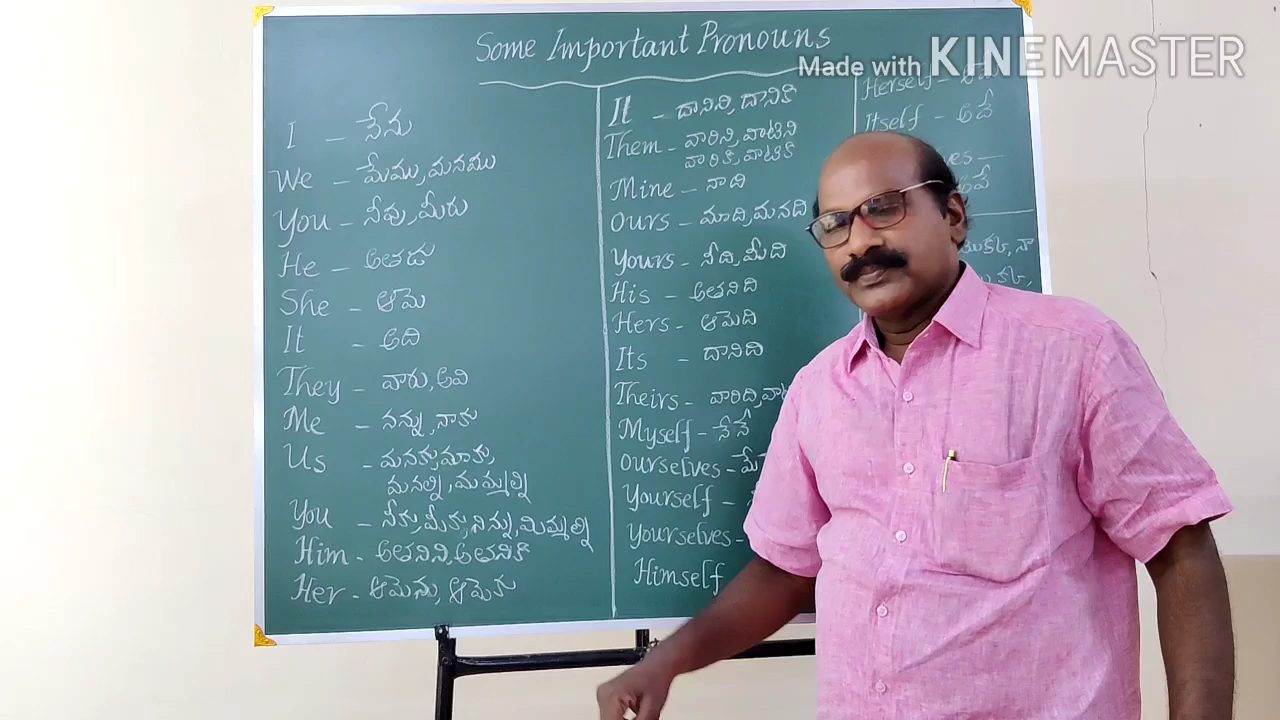 Some Important Pronouns
Made with KINEMASTER
I – నేను
We – మేము, మనము
You – నీవు, మీరు
He – అతడు
She – ఆమె
It – అది
They – వారు, అవి
Me – నన్ను, నాకు
Us – మనకు, మాకు,
మనల్ని, మమ్మల్ని
You – నీకు, మీకు, నిన్ను, మిమ్మల్ని
Him – అతనిని, అతనికి
Her – ఆమెను, ఆమెకు
It – దానిని, దానికి
Them – వారిని, వాటిని
వారికి, వాటికి
Mine – నాది
Ours – మాది, మనది
Yours – నీది, మీది
His – అతనిది
Hers – ఆమెది
Its – దానిది
Theirs – వారిది,
Myself – నేనే
Ourselves –
Yourself –
Yourselves –
Himself
Herself –
Itself – అదే